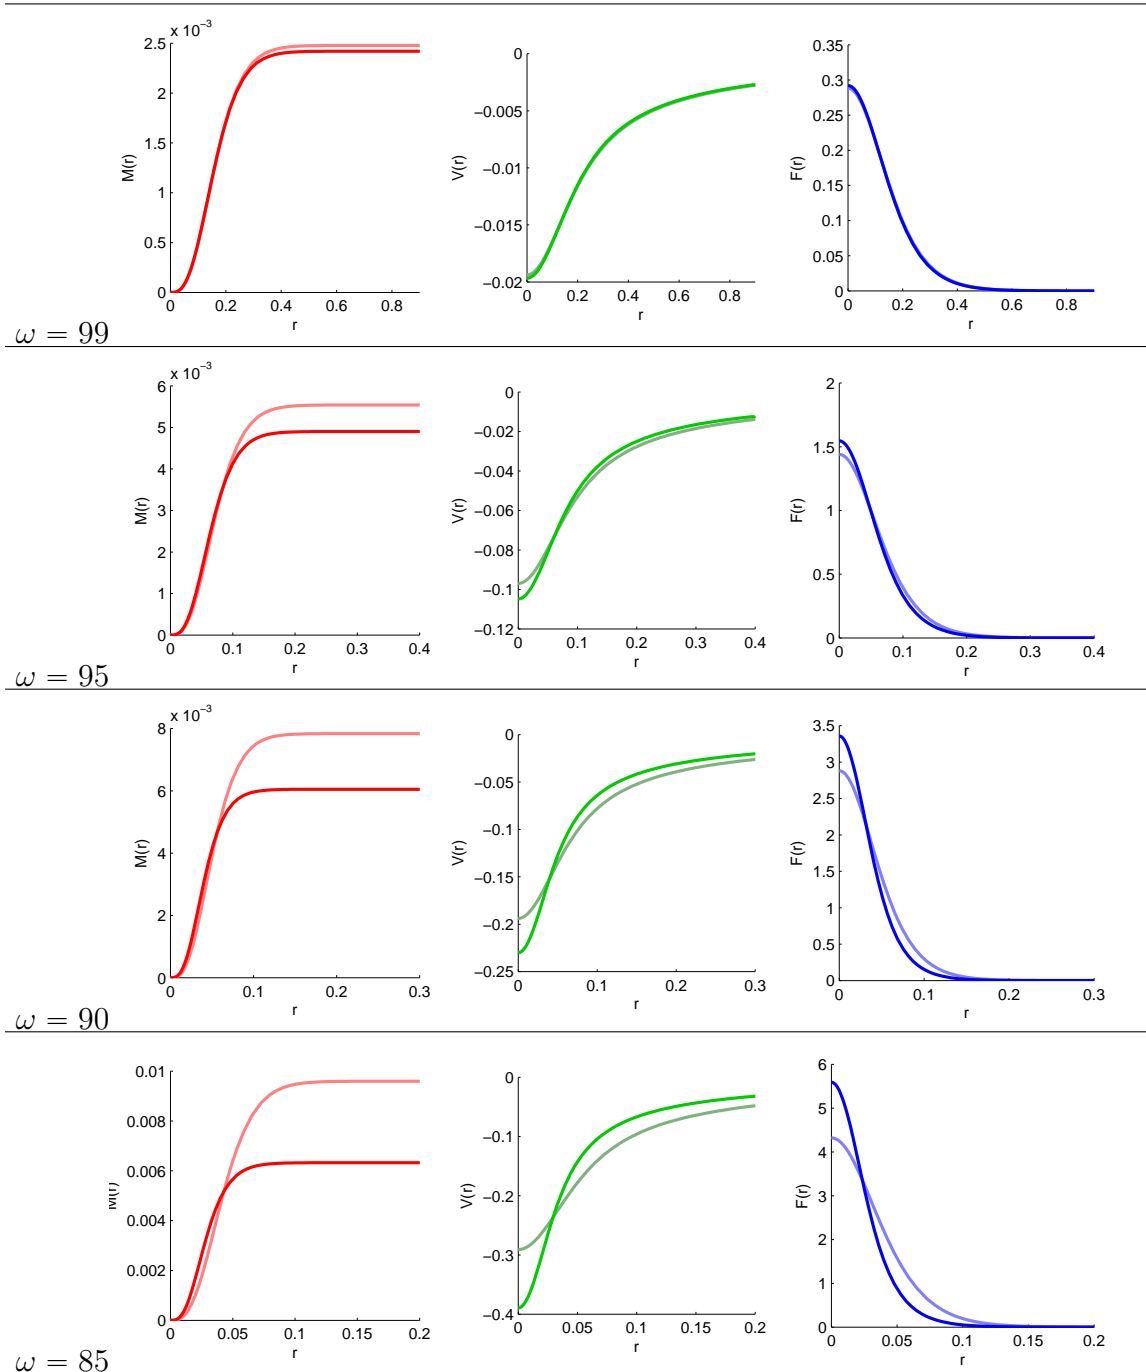 x 10⁻³
2.5
2
1.5
1
0.5
0
0 0.2 0.4 0.6 0.8
M(r)
r
0
−0.005
−0.01
−0.015
−0.02
0 0.2 0.4 0.6 0.8
V(r)
r
0.35
0.3
0.25
0.2
0.15
0.1
0.05
0
0 0.2 0.4 0.6 0.8
F(r)
r
ω = 99
x 10⁻³
6
5
4
3
2
1
0
0 0.1 0.2 0.3 0.4
M(r)
r
0
−0.02
−0.04
−0.06
−0.08
−0.1
−0.12
0 0.1 0.2 0.3 0.4
V(r)
r
2
1.5
1
0.5
0
0 0.1 0.2 0.3 0.4
F(r)
r
ω = 95
x 10⁻³
8
6
4
2
0
0 0.1 0.2 0.3
M(r)
r
0
−0.05
−0.1
−0.15
−0.2
−0.25
0 0.1 0.2 0.3
V(r)
r
3.5
3
2.5
2
1.5
1
0.5
0
0 0.1 0.2 0.3
F(r)
r
ω = 90
0.01
0.008
0.006
0.004
0.002
0
0 0.05 0.1 0.15 0.2
M(r)
r
0
−0.1
−0.2
−0.3
−0.4
0 0.05 0.1 0.15 0.2
V(r)
r
6
5
4
3
2
1
0
0 0.05 0.1 0.15 0.2
F(r)
r
ω = 85